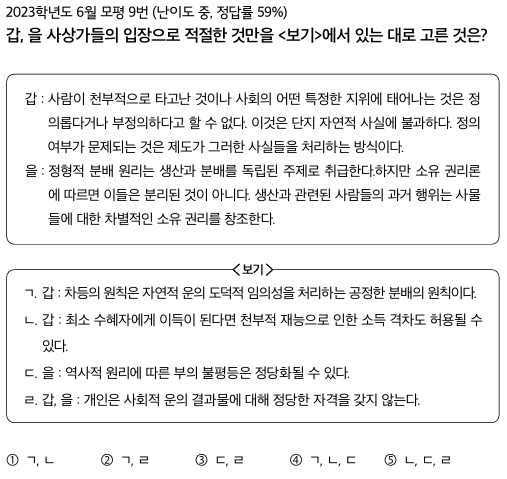 2023학년도 6월 모평 9번 (난이도 중, 정답률 59%)
갑, 을 사상가들의 입장으로 적절한 것만을 <보기>에서 있는 대로 고른 것은?
갑 : 사람이 천부적으로 타고난 것이나 사회의 어떤 특정한 지위에 태어나는 것은 정
의롭다거나 부정의하다고 할 수 없다. 이것은 단지 자연적 사실에 불과하다. 정의
여부가 문제되는 것은 제도가 그러한 사실들을 처리하는 방식이다.
을 : 정형적 분배 원리는 생산과 분배를 독립된 주제로 취급한다.하지만 소유 권리론
에 따르면 이들은 분리된 것이 아니다. 생산과 관련된 사람들의 과거 행위는 사물
들에 대한 차별적인 소유 권리를 창조한다.
<보기>
ㄱ. 갑 : 차등의 원칙은 자연적 운의 도덕적 임의성을 처리하는 공정한 분배의 원칙이다.
ㄴ. 갑 : 최소 수혜자에게 이득이 된다면 천부적 재능으로 인한 소득 격차도 허용될 수
있다.
ㄷ. 을 : 역사적 원리에 따른 부의 불평등은 정당화될 수 있다.
ㄹ. 갑, 을 : 개인은 사회적 운의 결과물에 대해 정당한 자격을 갖지 않는다.
① ㄱ, ㄴ ② ㄱ, ㄹ ③ ㄷ, ㄹ ④ ㄱ, ㄴ, ㄷ ⑤ ㄴ, ㄷ, ㄹ